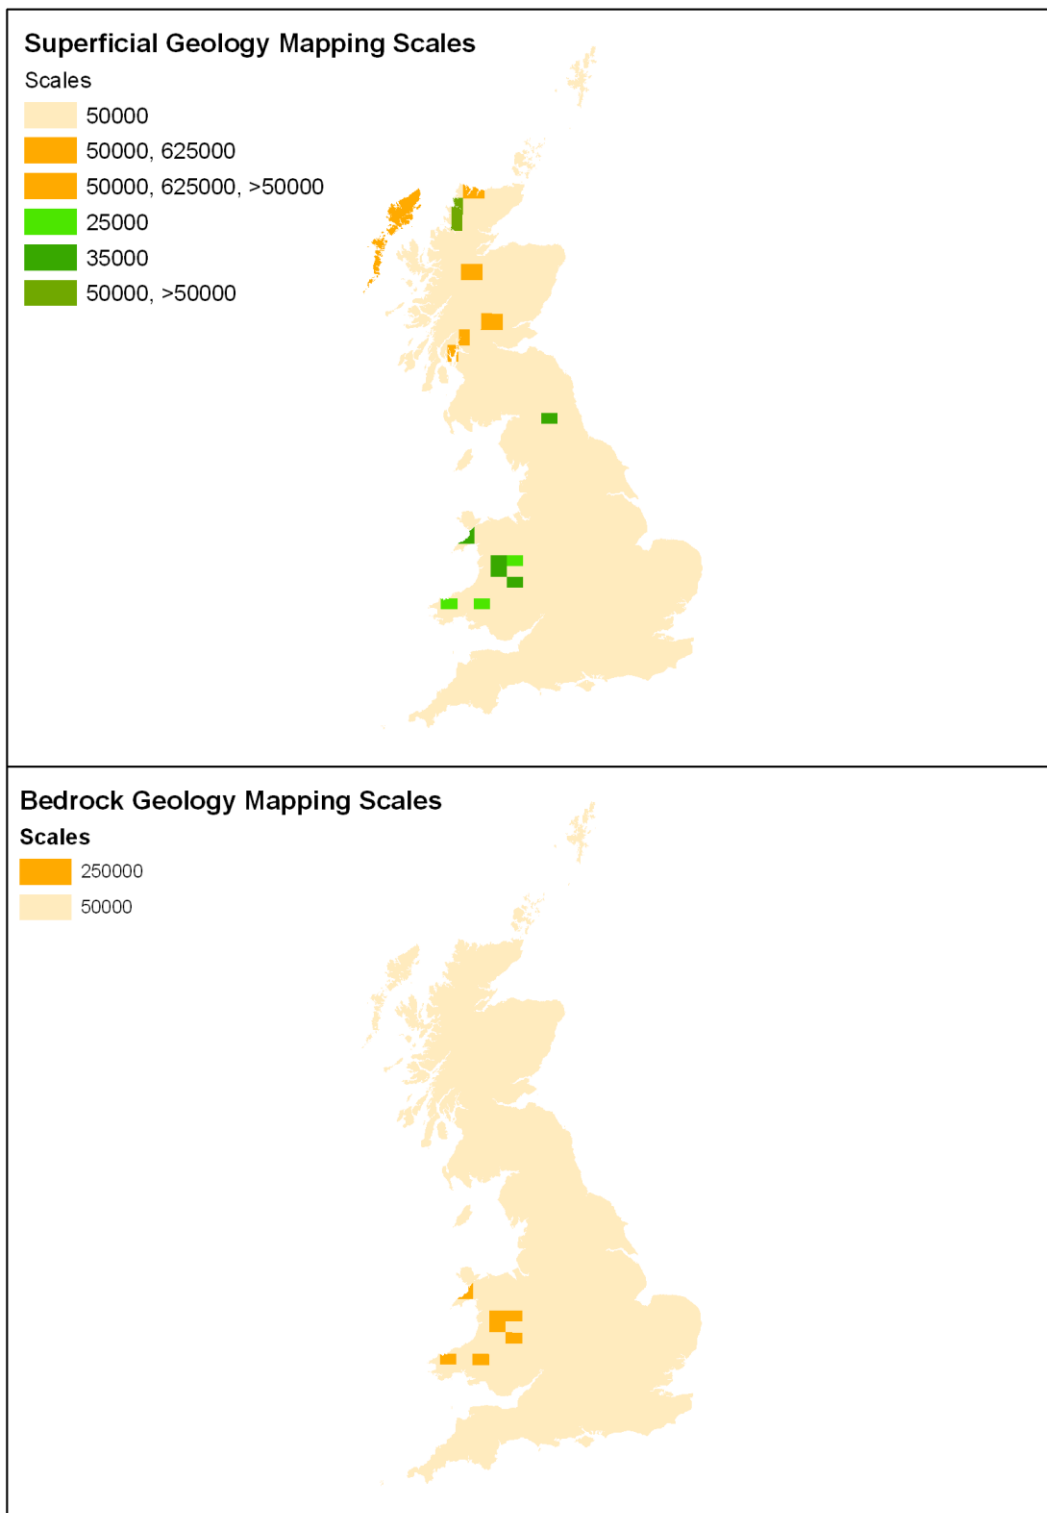 Superficial Geology Mapping Scales
Scales
50000
50000, 625000
50000, 625000, >50000
25000
35000
50000, >50000
Bedrock Geology Mapping Scales
Scales
250000
50000